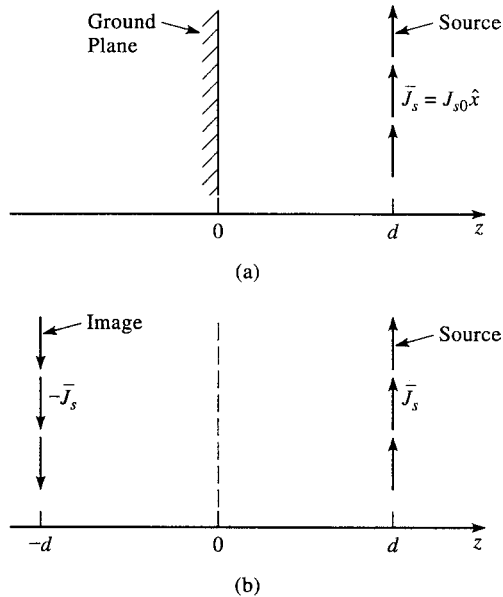 Ground
Plane
Source
J̄ₛ = Jₛ₀x̂
0
d
z
(a)
Image
Source
−J̄ₛ
J̄ₛ
−d
0
d
z
(b)